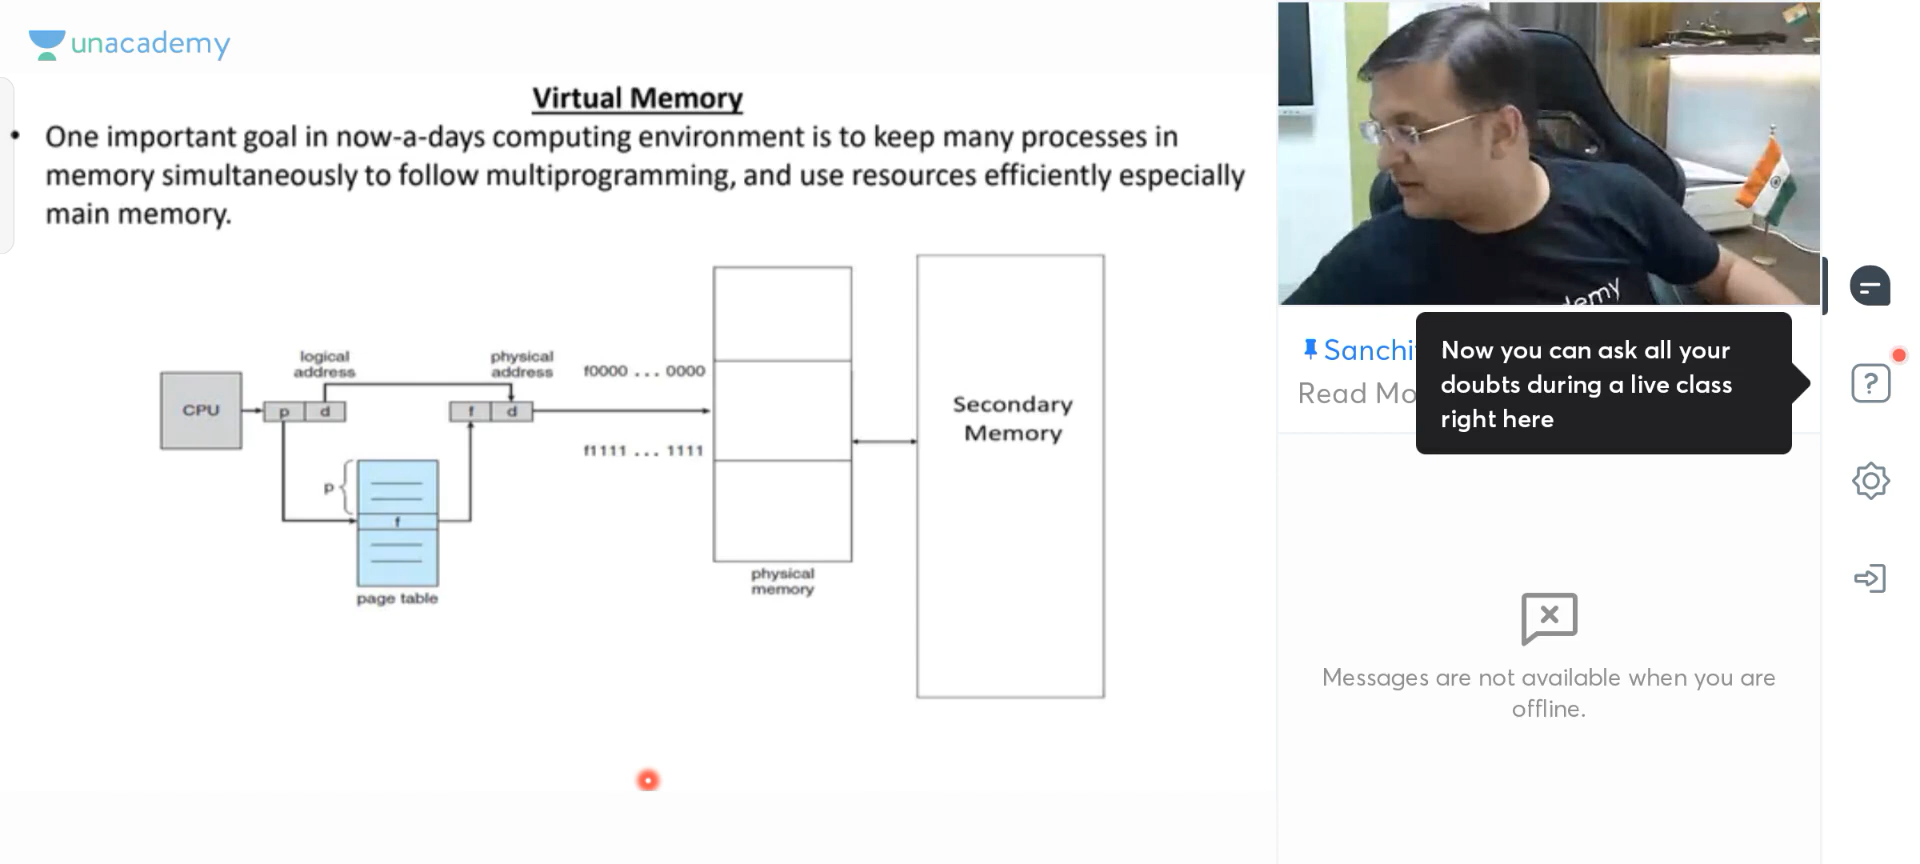 unacademy
Virtual Memory
• One important goal in now-a-days computing environment is to keep many processes in
memory simultaneously to follow multiprogramming, and use resources efficiently especially
main memory.
logical
address
physical
address
f0000 ... 0000
CPU
p d
f d
f1111 ... 1111
p
f
page table
physical
memory
Secondary
Memory
Read
Now you can ask all your
doubts during a live class
right here
?
Messages are not available when you are
offline.